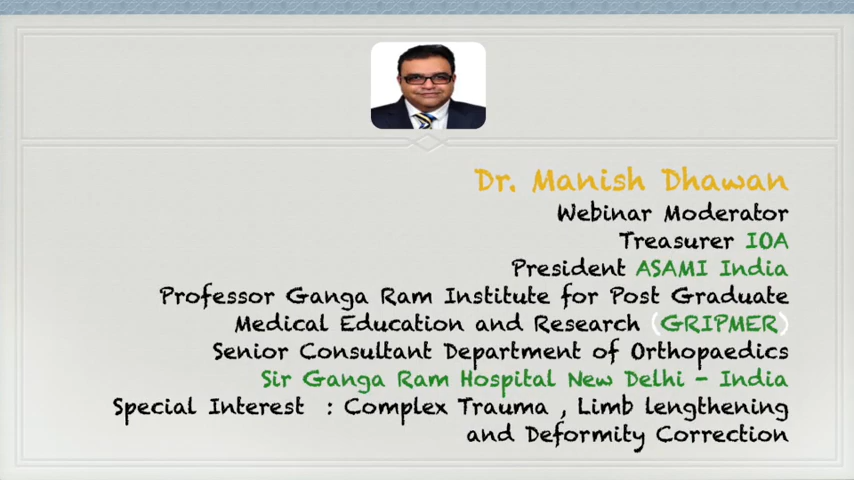 Dr. Manish Dhawan
Webinar Moderator
Treasurer IOA
President ASAMI India
Professor Ganga Ram Institute for Post Graduate
Medical Education and Research (GRIPMER)
Senior Consultant Department of Orthopaedics
Sir Ganga Ram Hospital New Delhi - India
Special Interest : Complex Trauma , Limb lengthening
and Deformity Correction